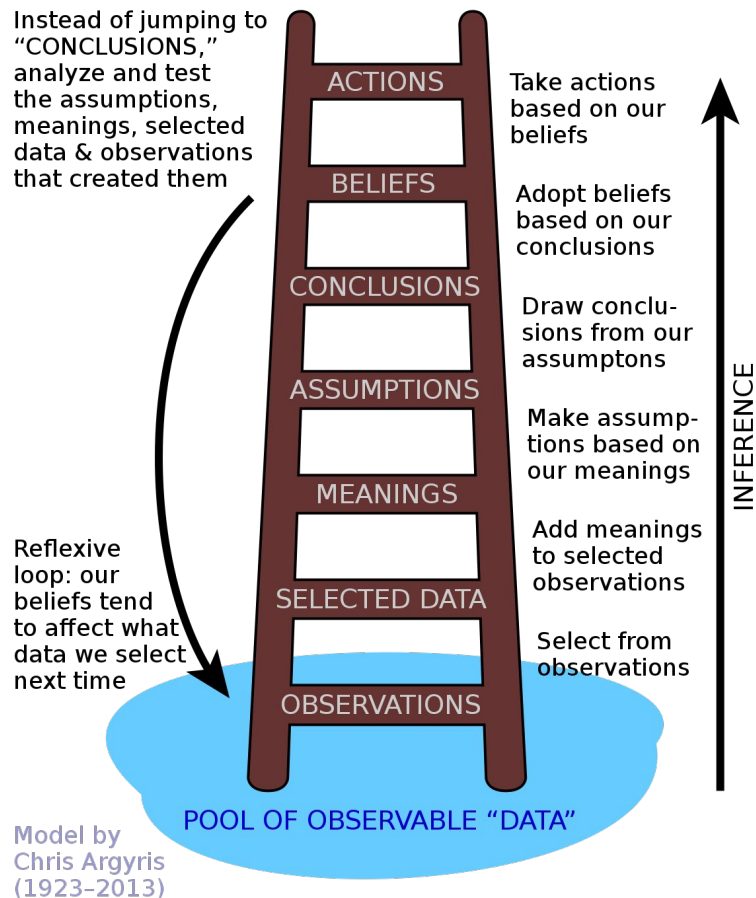 Instead of jumping to
“CONCLUSIONS,”
analyze and test
the assumptions,
meanings, selected
data & observations
that created them
ACTIONS
BELIEFS
CONCLUSIONS
ASSUMPTIONS
MEANINGS
SELECTED DATA
OBSERVATIONS
Take actions
based on our
beliefs
Adopt beliefs
based on our
conclusions
Draw conclu-
sions from our
assumptons
Make assump-
tions based on
our meanings
Add meanings
to selected
observations
Select from
observations
INFERENCE
Reflexive
loop: our
beliefs tend
to affect what
data we select
next time
POOL OF OBSERVABLE “DATA”
Model by
Chris Argyris
(1923–2013)